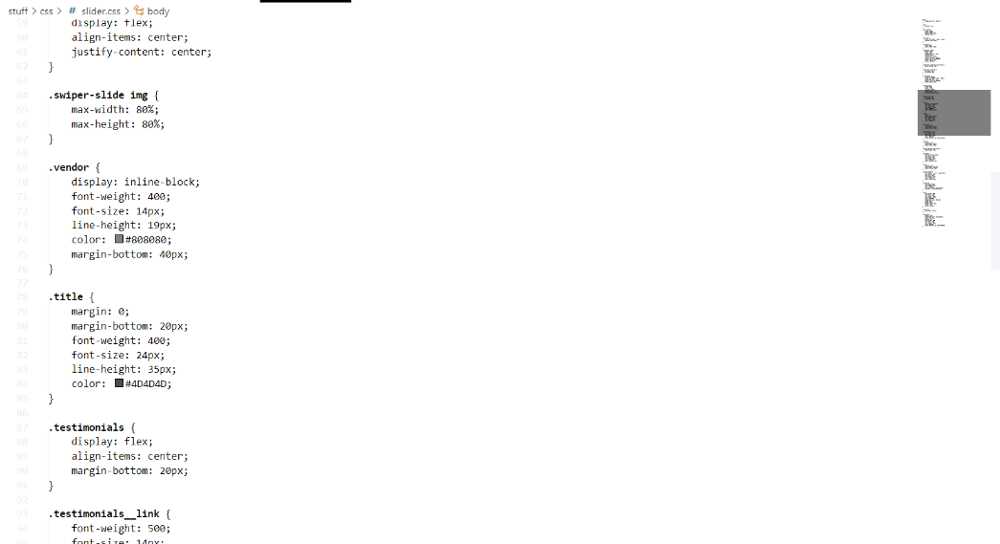 stuff > css > # slider.css > body
59 display: flex;
60 align-items: center;
61 justify-content: center;
62 }
63
64 .swiper-slide img {
65 max-width: 80%;
66 max-height: 80%;
67 }
68
69 .vendor {
70 display: inline-block;
71 font-weight: 400;
72 font-size: 14px;
73 line-height: 19px;
74 color: #808080;
75 margin-bottom: 40px;
76 }
77
78 .title {
79 margin: 0;
80 margin-bottom: 20px;
81 font-weight: 400;
82 font-size: 24px;
83 line-height: 35px;
84 color: #4D4D4D;
85 }
86
87 .testimonials {
88 display: flex;
89 align-items: center;
90 margin-bottom: 20px;
91 }
92
93 .testimonials__link {
94 font-weight: 500;
95 font-size: 14px;